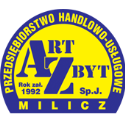 PRZEDSIĘBIORSTWO HANDLOWO-USŁUGOWE
ART
ZBYT
Rok zał.
1992
Sp.J.
MILICZ